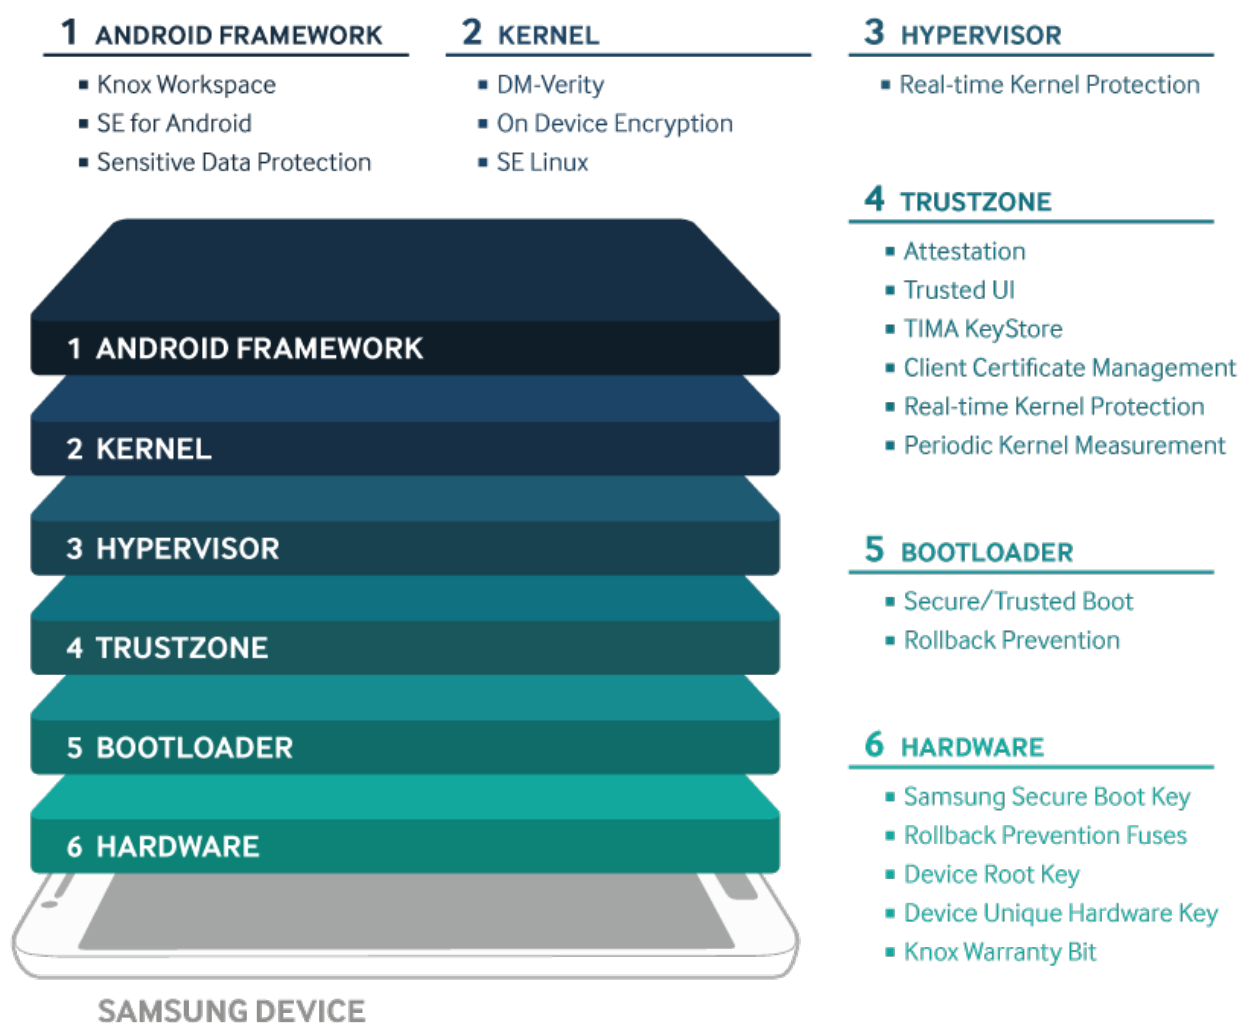 1 ANDROID FRAMEWORK
▪ Knox Workspace
▪ SE for Android
▪ Sensitive Data Protection
2 KERNEL
▪ DM-Verity
▪ On Device Encryption
▪ SE Linux
3 HYPERVISOR
▪ Real-time Kernel Protection
4 TRUSTZONE
▪ Attestation
▪ Trusted UI
▪ TIMA KeyStore
▪ Client Certificate Management
▪ Real-time Kernel Protection
▪ Periodic Kernel Measurement
5 BOOTLOADER
▪ Secure/Trusted Boot
▪ Rollback Prevention
6 HARDWARE
▪ Samsung Secure Boot Key
▪ Rollback Prevention Fuses
▪ Device Root Key
▪ Device Unique Hardware Key
▪ Knox Warranty Bit
1 ANDROID FRAMEWORK
2 KERNEL
3 HYPERVISOR
4 TRUSTZONE
5 BOOTLOADER
6 HARDWARE
SAMSUNG DEVICE